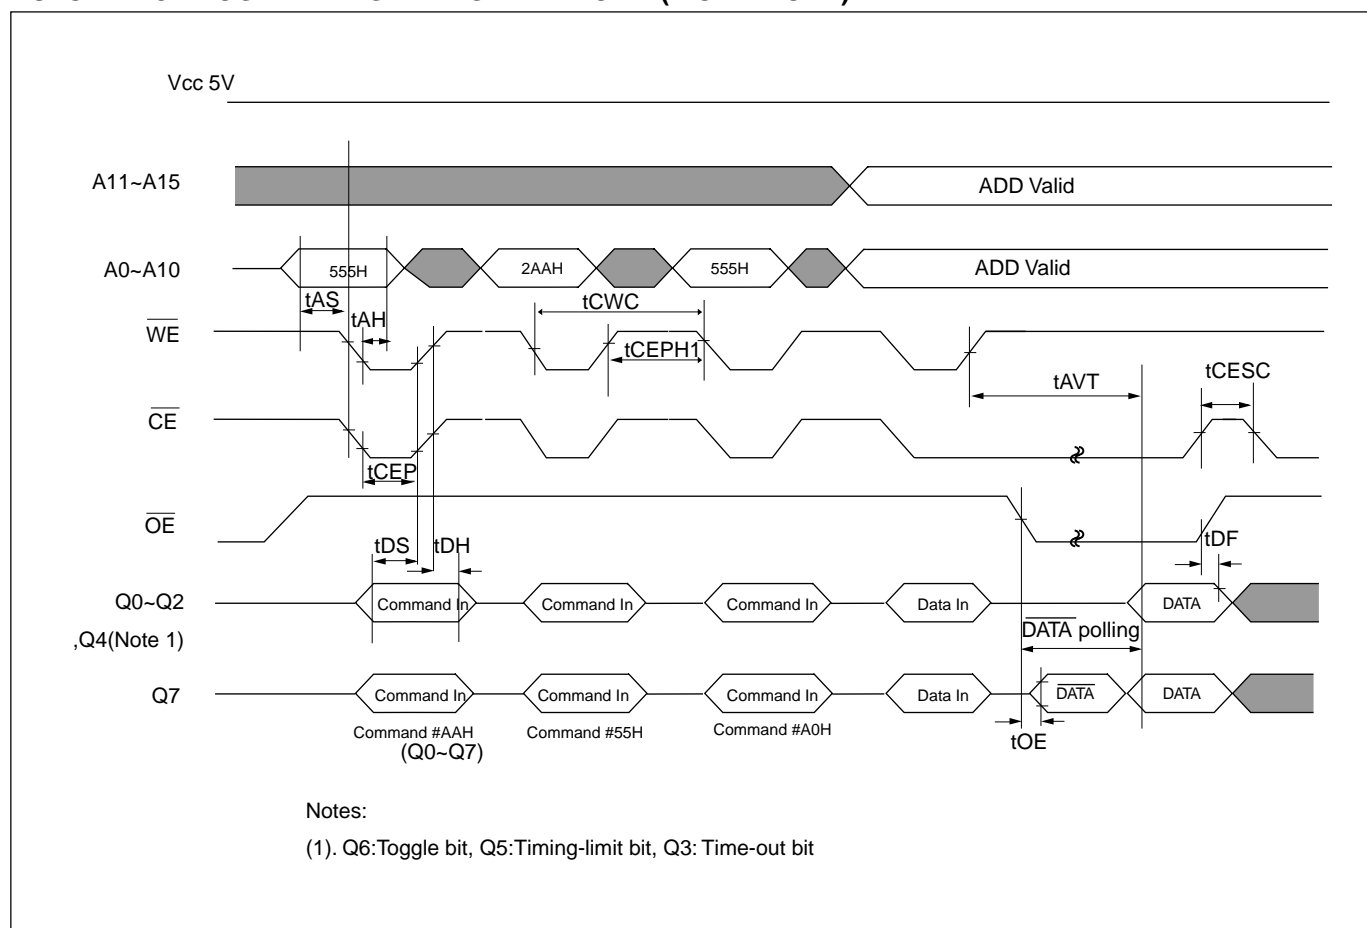 Vcc 5V
A11~A15
ADD Valid
A0~A10
555H
2AAH
555H
ADD Valid
tAS
tAH
tCWC
WE
tCEPH1
tAVT
tCESC
CE
tCEP
OE
tDS
tDH
tDF
Q0~Q2
Command In
Command In
Command In
Data In
DATA
,Q4(Note 1)
DATA polling
Q7
Command In
Command In
Command In
Data In
DATA
DATA
Command #AAH
Command #55H
Command #A0H
(Q0~Q7)
tOE
Notes:
(1). Q6:Toggle bit, Q5:Timing-limit bit, Q3: Time-out bit